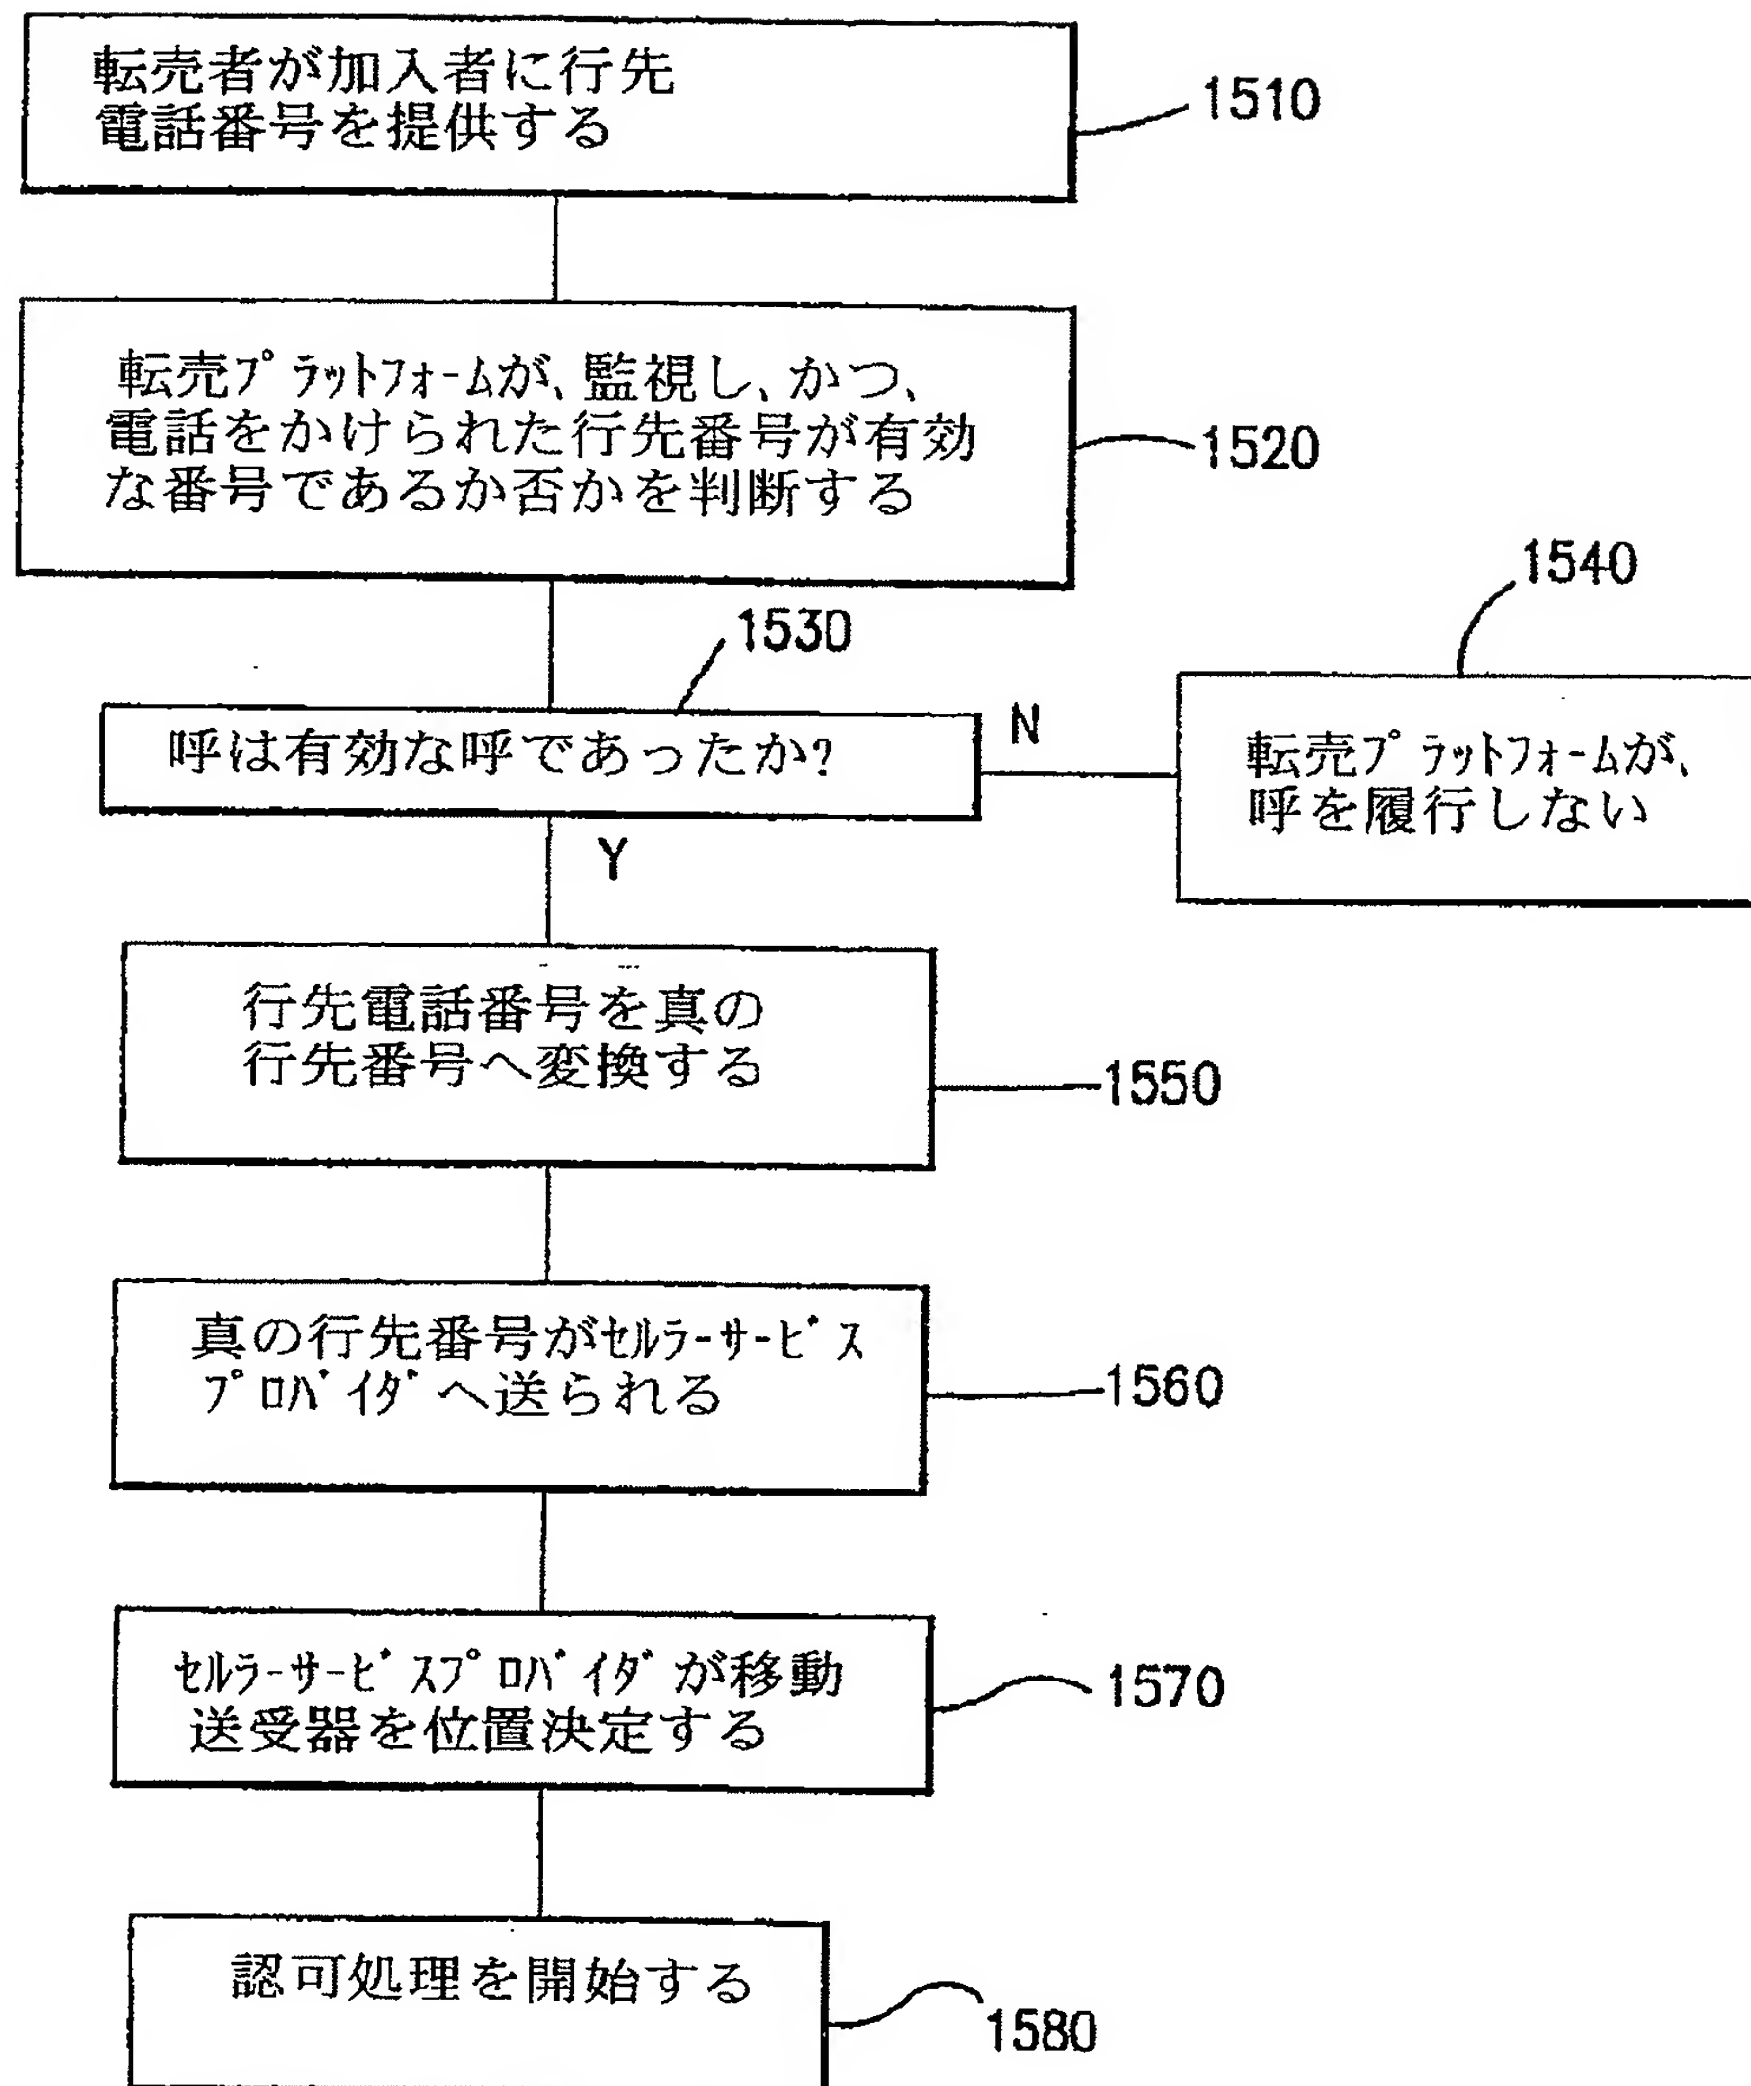 転売者が加入者に行先
電話番号を提供する
1510
転売ﾌﾟﾗｯﾄﾌｫｰﾑが、監視し、かつ、
電話をかけられた行先番号が有効
な番号であるか否かを判断する
1520
1530
呼は有効な呼であったか?
N
1540
転売ﾌﾟﾗｯﾄﾌｫｰﾑが、
呼を履行しない
Y
行先電話番号を真の
行先番号へ変換する
1550
真の行先番号がｾﾙﾗｰｻｰﾋﾞｽ
ﾌﾟﾛﾊﾞｲﾀﾞへ送られる
1560
ｾﾙﾗｰｻｰﾋﾞｽﾌﾟﾛﾊﾞｲﾀﾞが移動
送受器を位置決定する
1570
認可処理を開始する
1580